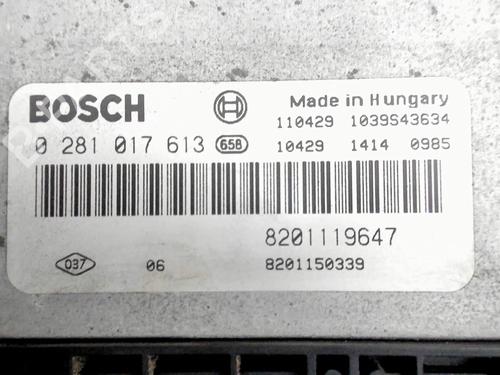 BOSCH
Made in Hungary
0 281 017 613 658
110429 1039S43634
10429 1414 0985
8201119647
037 06 8201150339